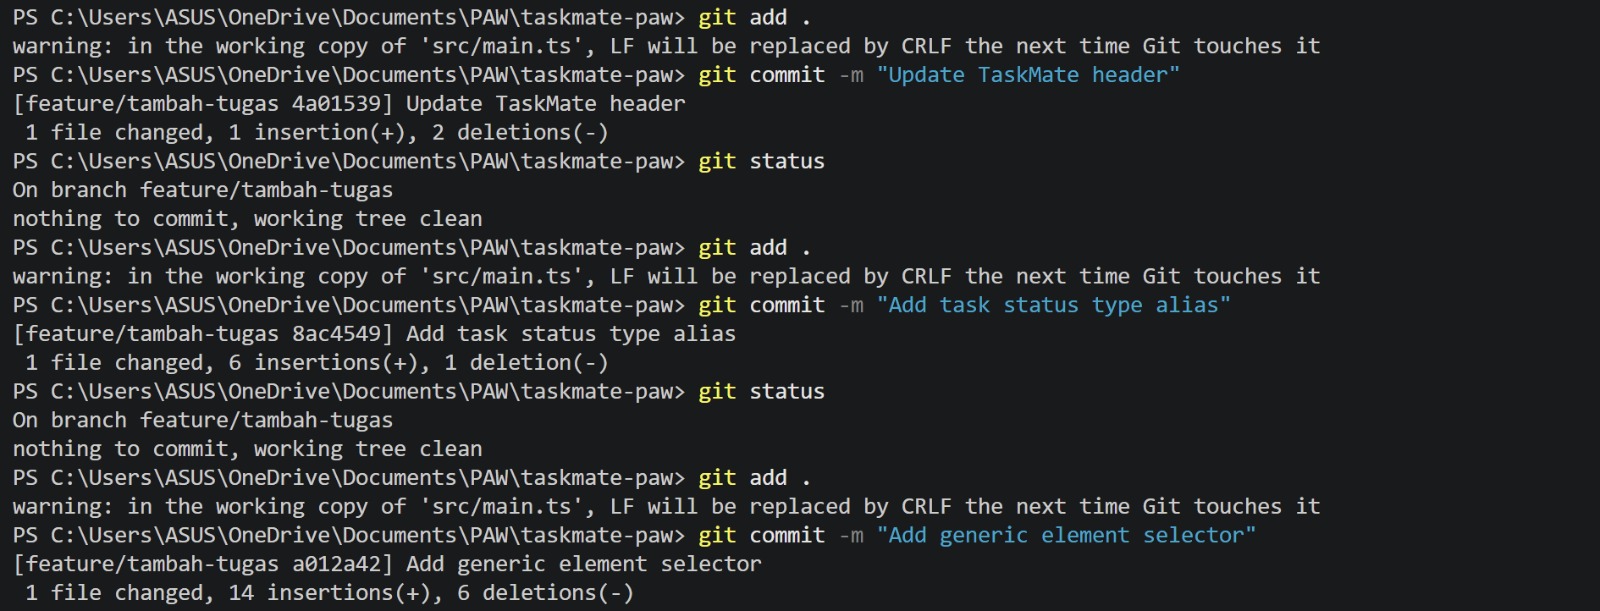 PS C:\Users\ASUS\OneDrive\Documents\PAW\taskmate-paw> git add .
warning: in the working copy of 'src/main.ts', LF will be replaced by CRLF the next time Git touches it
PS C:\Users\ASUS\OneDrive\Documents\PAW\taskmate-paw> git commit -m "Update TaskMate header"
[feature/tambah-tugas 4a01539] Update TaskMate header
 1 file changed, 1 insertion(+), 2 deletions(-)
PS C:\Users\ASUS\OneDrive\Documents\PAW\taskmate-paw> git status
On branch feature/tambah-tugas
nothing to commit, working tree clean
PS C:\Users\ASUS\OneDrive\Documents\PAW\taskmate-paw> git add .
warning: in the working copy of 'src/main.ts', LF will be replaced by CRLF the next time Git touches it
PS C:\Users\ASUS\OneDrive\Documents\PAW\taskmate-paw> git commit -m "Add task status type alias"
[feature/tambah-tugas 8ac4549] Add task status type alias
 1 file changed, 6 insertions(+), 1 deletion(-)
PS C:\Users\ASUS\OneDrive\Documents\PAW\taskmate-paw> git status
On branch feature/tambah-tugas
nothing to commit, working tree clean
PS C:\Users\ASUS\OneDrive\Documents\PAW\taskmate-paw> git add .
warning: in the working copy of 'src/main.ts', LF will be replaced by CRLF the next time Git touches it
PS C:\Users\ASUS\OneDrive\Documents\PAW\taskmate-paw> git commit -m "Add generic element selector"
[feature/tambah-tugas a012a42] Add generic element selector
 1 file changed, 14 insertions(+), 6 deletions(-)